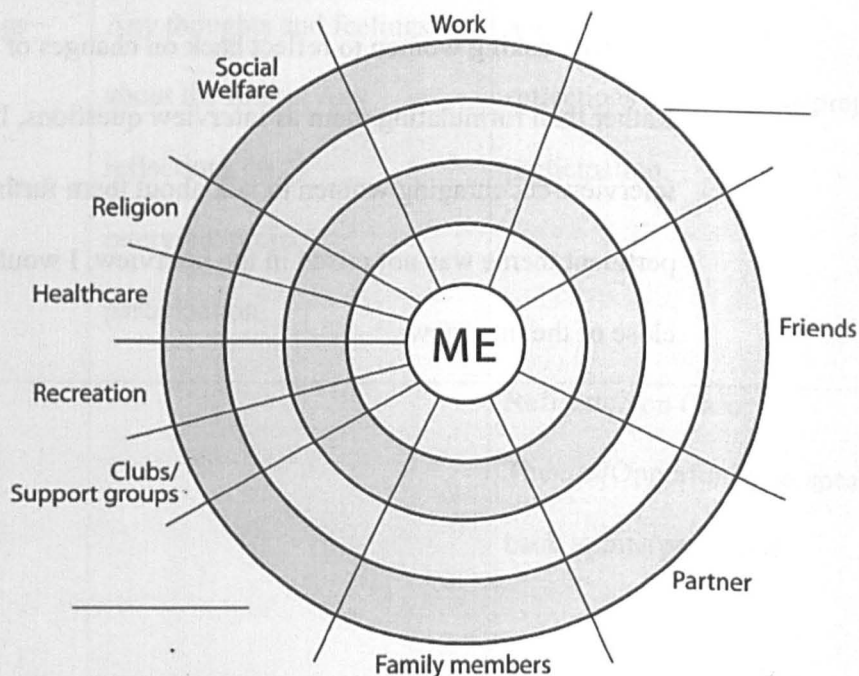 Work
Social
Welfare
Religion
Healthcare
ME
Friends
Recreation
Clubs/
Support groups
Partner
Family members